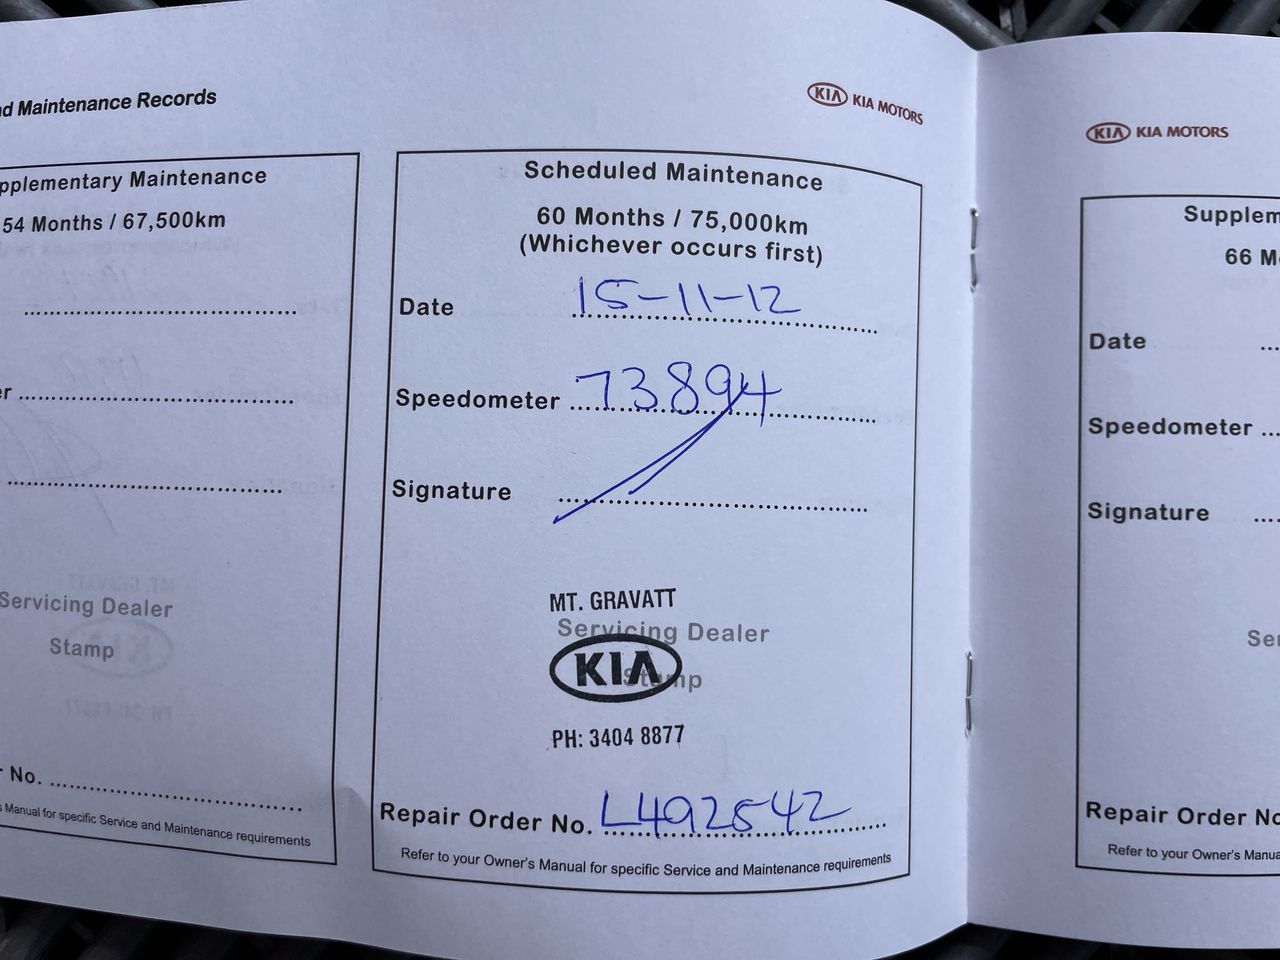 nd Maintenance Records
KIA KIA MOTORS
pplementary Maintenance
54 Months / 67,500km
r
Servicing Dealer
Stamp
No.
s Manual for specific Service and Maintenance requirements
Scheduled Maintenance
60 Months / 75,000km
(Whichever occurs first)
Date 15-11-12
Speedometer 73894
Signature
MT. GRAVATT
Servicing Dealer
KIA Stamp
PH: 3404 8877
Repair Order No. L492542
Refer to your Owner's Manual for specific Service and Maintenance requirements
KIA KIA MOTORS
Supplem
66 M
Date
Speedometer
Signature
Ser
Repair Order No
Refer to your Owner's Manua